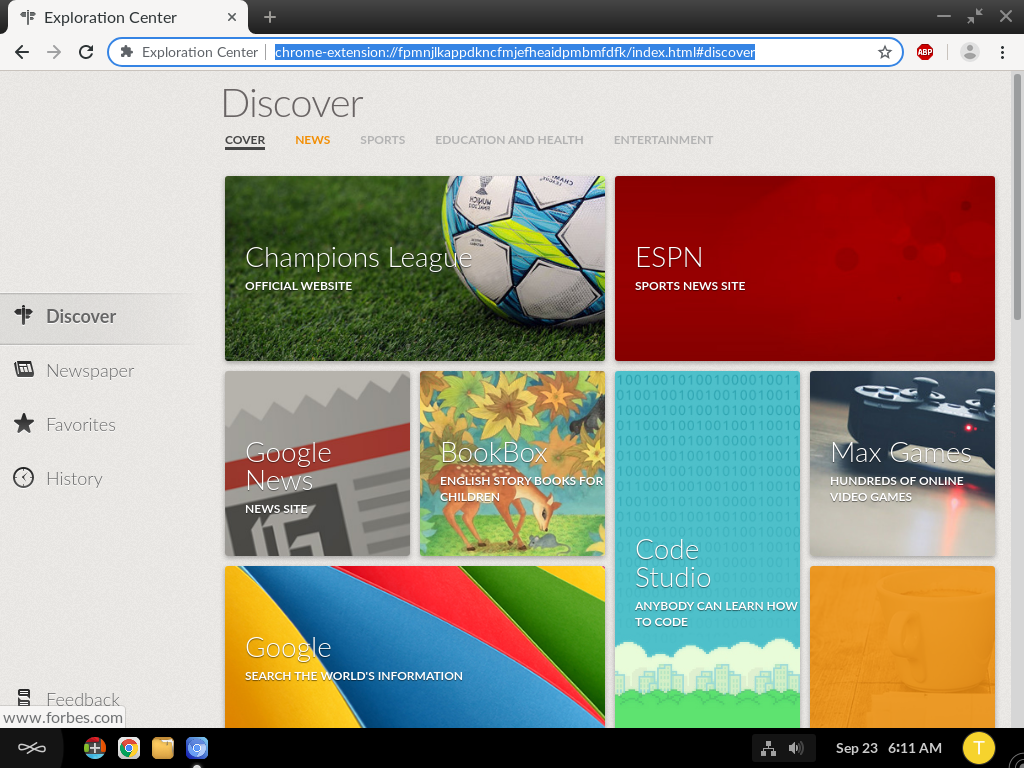 Exploration Center
Exploration Center
chrome-extension://fpmnjlkappdkncfmjefheaidpmbmfdfk/index.html#discover
ABP
Discover
COVER NEWS SPORTS EDUCATION AND HEALTH ENTERTAINMENT
Champions League
OFFICIAL WEBSITE
ESPN
SPORTS NEWS SITE
Discover
Newspaper
Favorites
History
Google
News
NEWS SITE
BookBox
ENGLISH STORY BOOKS FOR
CHILDREN
Code
Studio
ANYBODY CAN LEARN HOW
TO CODE
Max Games
HUNDREDS OF ONLINE
VIDEO GAMES
Google
SEARCH THE WORLD'S INFORMATION
Feedback
www.forbes.com
Sep 23 6:11 AM
T